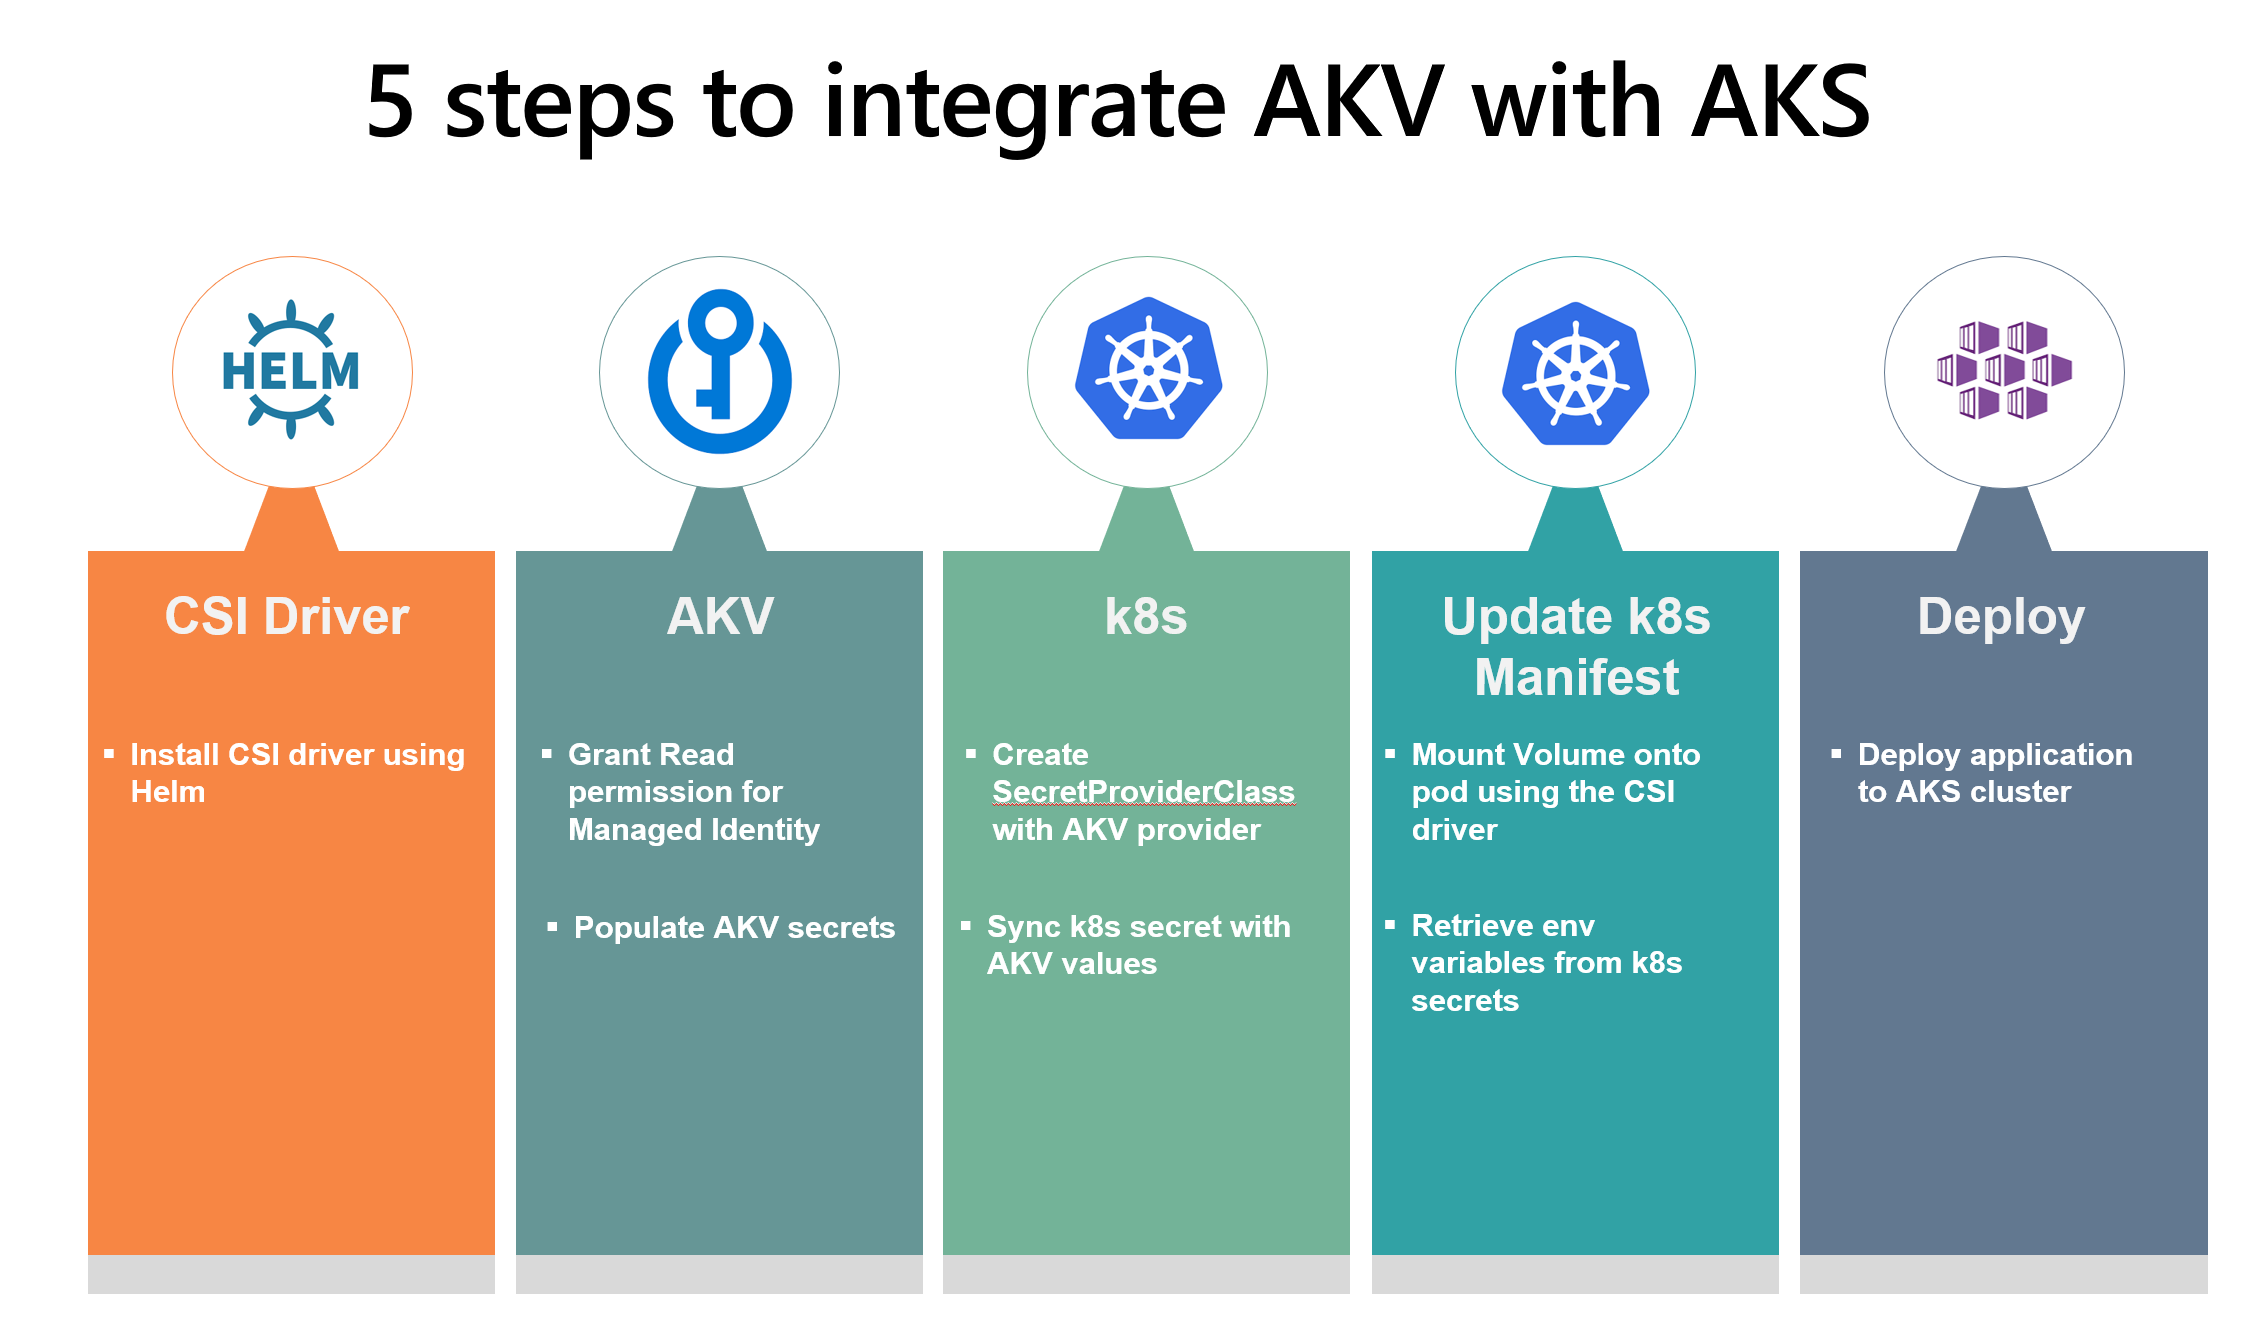 5 steps to integrate AKV with AKS
HELM
CSI Driver
▪ Install CSI driver using
Helm
AKV
▪ Grant Read
permission for
Managed Identity
▪ Populate AKV secrets
k8s
▪ Create
SecretProviderClass
with AKV provider
▪ Sync k8s secret with
AKV values
Update k8s
Manifest
▪ Mount Volume onto
pod using the CSI
driver
▪ Retrieve env
variables from k8s
secrets
Deploy
▪ Deploy application
to AKS cluster